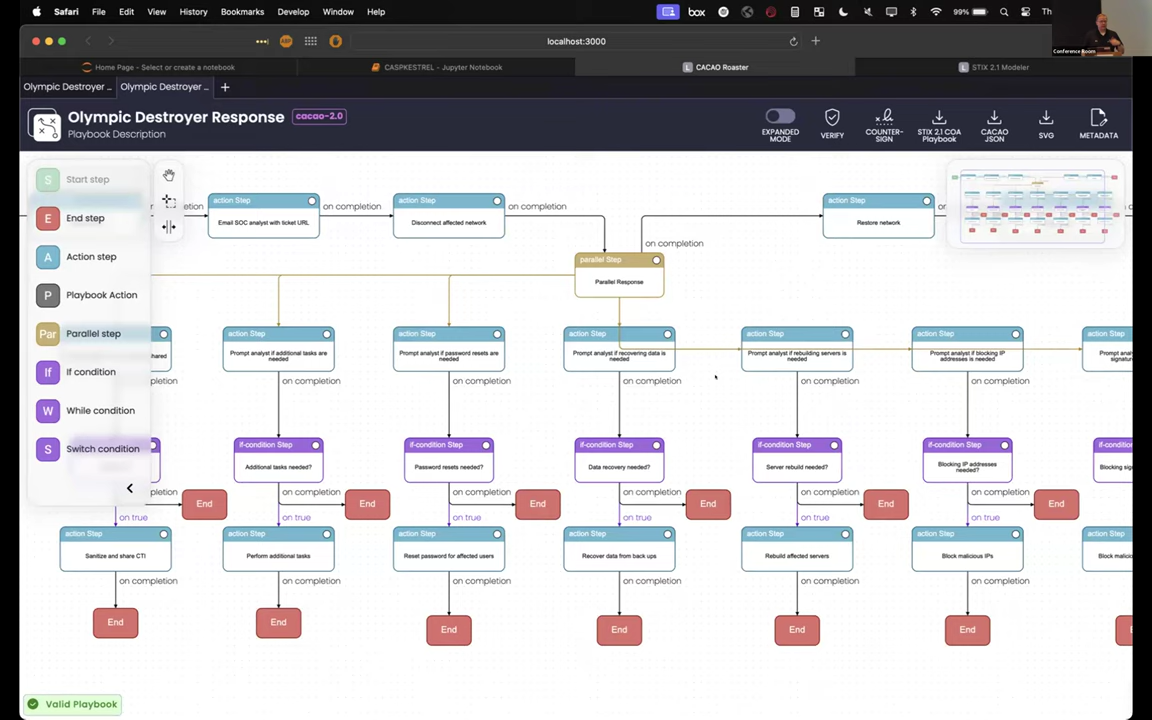 Safari File Edit View History Bookmarks Develop Window Help
box
99%
Th
Conference Room
localhost:3000
Home Page - Select or create a notebook
CASPKESTREL - Jupyter Notebook
CACAO Roaster
STIX 2.1 Modeler
Olympic Destroyer ...
Olympic Destroyer ...
Olympic Destroyer Response
cacao-2.0
Playbook Description
EXPANDED MODE
VERIFY
COUNTER-SIGN
STIX 2.1 COA Playbook
CACAO JSON
SVG
METADATA
S Start step
E End step
A Action step
P Playbook Action
Par Parallel step
If If condition
W While condition
S Switch condition
action Step
Email SOC analyst with ticket URL
on completion
action Step
Disconnect affected network
on completion
on completion
action Step
Restore network
parallel Step
Parallel Response
action Step
Prompt analyst if additional tasks are needed
action Step
Prompt analyst if password resets are needed
action Step
Prompt analyst if recovering data is needed
action Step
Prompt analyst if rebuilding servers is needed
action Step
Prompt analyst if blocking IP addresses is needed
action Step
on completion
on completion
on completion
on completion
on completion
if-condition Step
Additional tasks needed?
if-condition Step
Password resets needed?
if-condition Step
Data recovery needed?
if-condition Step
Server rebuild needed?
if-condition Step
Blocking IP addresses needed?
on completion
on completion
on completion
on completion
on completion
on completion
End
End
End
End
End
End
on true
on true
on true
on true
on true
on true
action Step
Sanitize and share CTI
action Step
Perform additional tasks
action Step
Reset password for affected users
action Step
Recover data from back ups
action Step
Rebuild affected servers
action Step
Block malicious IPs
action Step
on completion
on completion
on completion
on completion
on completion
on completion
End
End
End
End
End
End
Valid Playbook